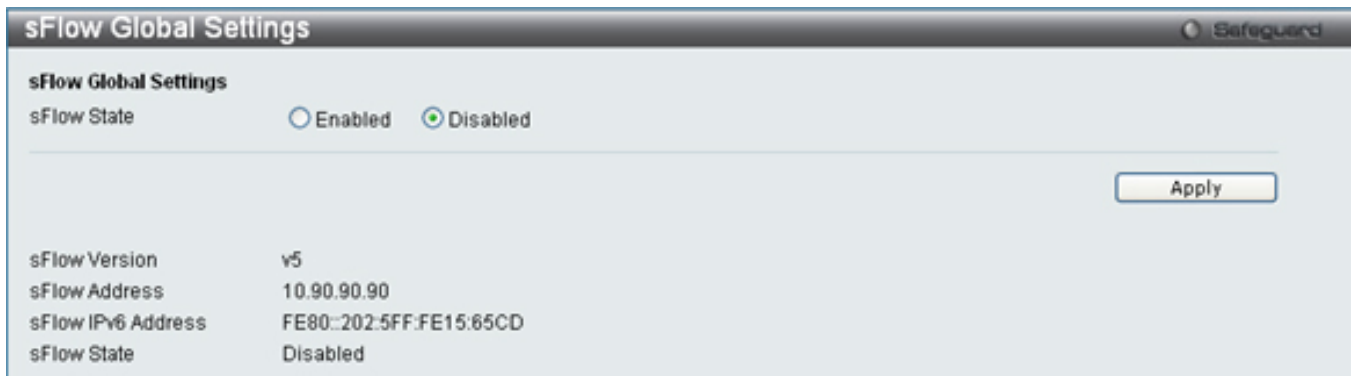 sFlow Global Settings
Safeguard
sFlow Global Settings
sFlow State Enabled Disabled
Apply
sFlow Version v5
sFlow Address 10.90.90.90
sFlow IPv6 Address FE80::202:5FF:FE15:65CD
sFlow State Disabled